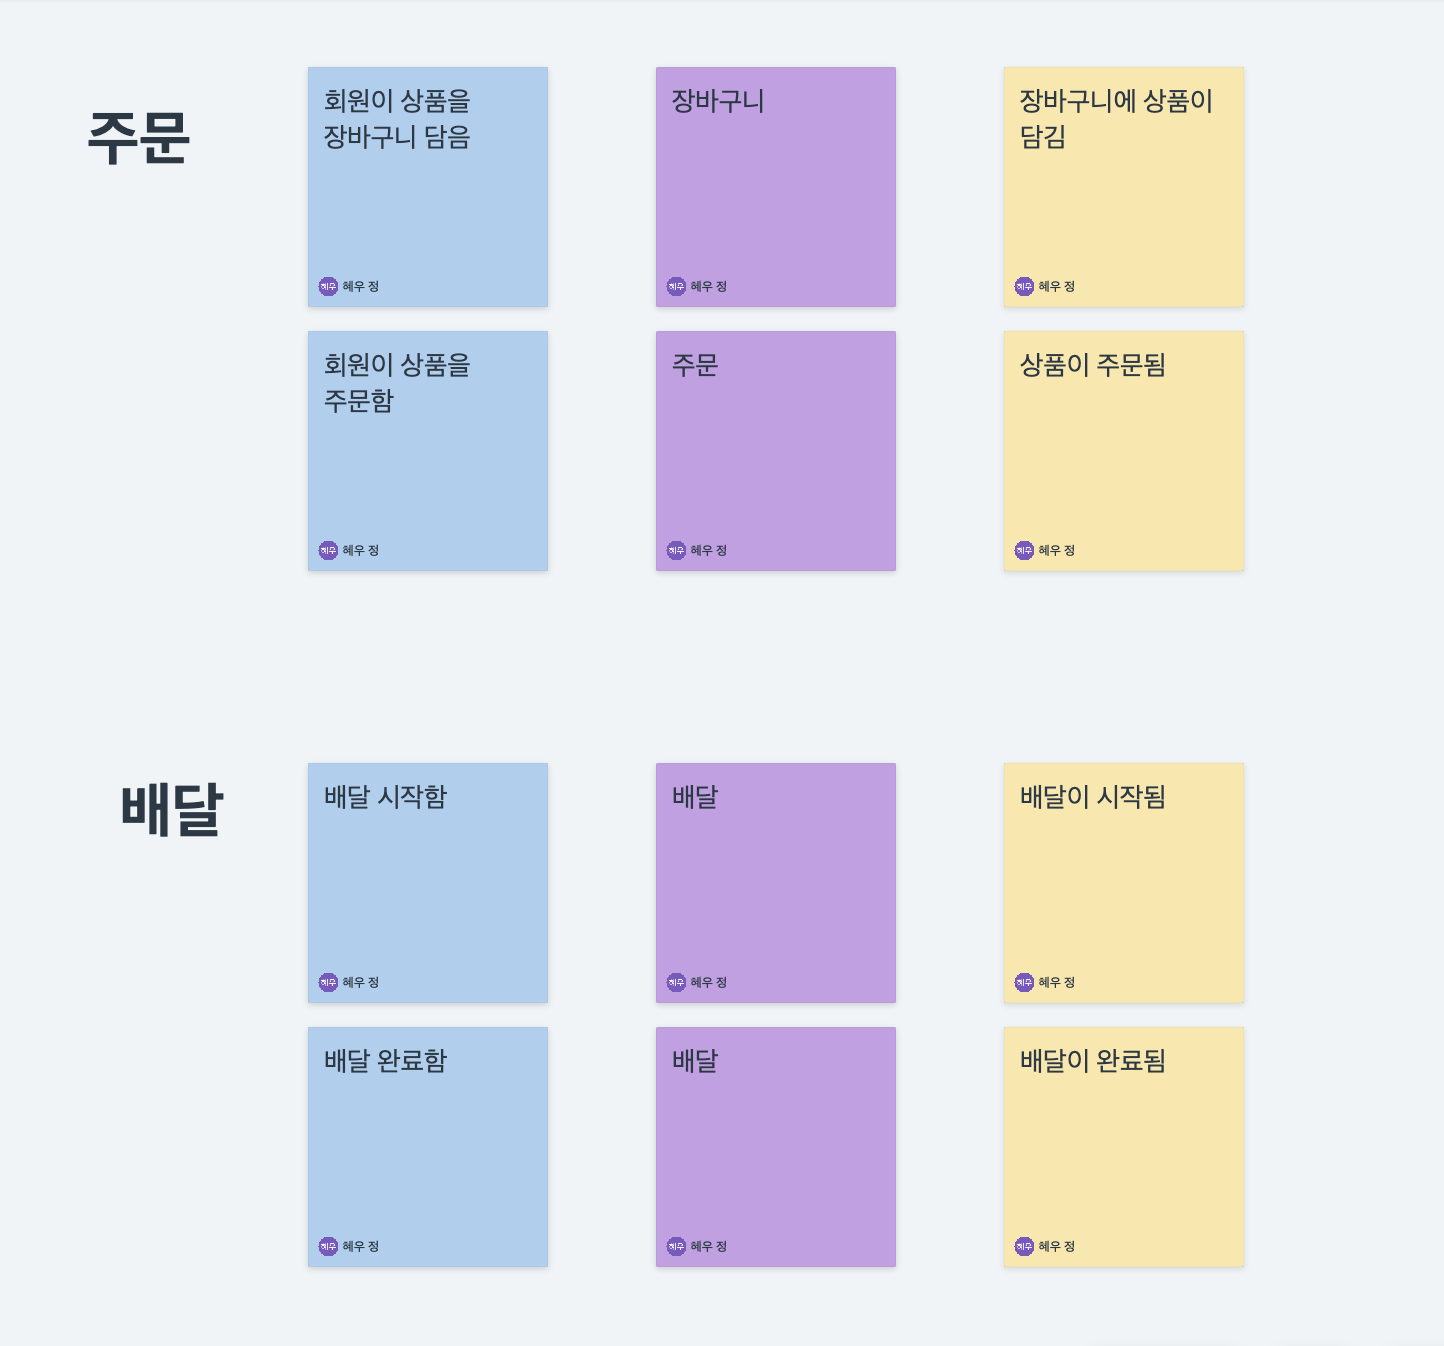 주문
회원이 상품을
장바구니 담음
혜우 혜우 정
장바구니
혜우 혜우 정
장바구니에 상품이
담김
혜우 혜우 정
회원이 상품을
주문함
혜우 혜우 정
주문
혜우 혜우 정
상품이 주문됨
혜우 혜우 정
배달
배달 시작함
혜우 혜우 정
배달
혜우 혜우 정
배달이 시작됨
혜우 혜우 정
배달 완료함
혜우 혜우 정
배달
혜우 혜우 정
배달이 완료됨
혜우 혜우 정